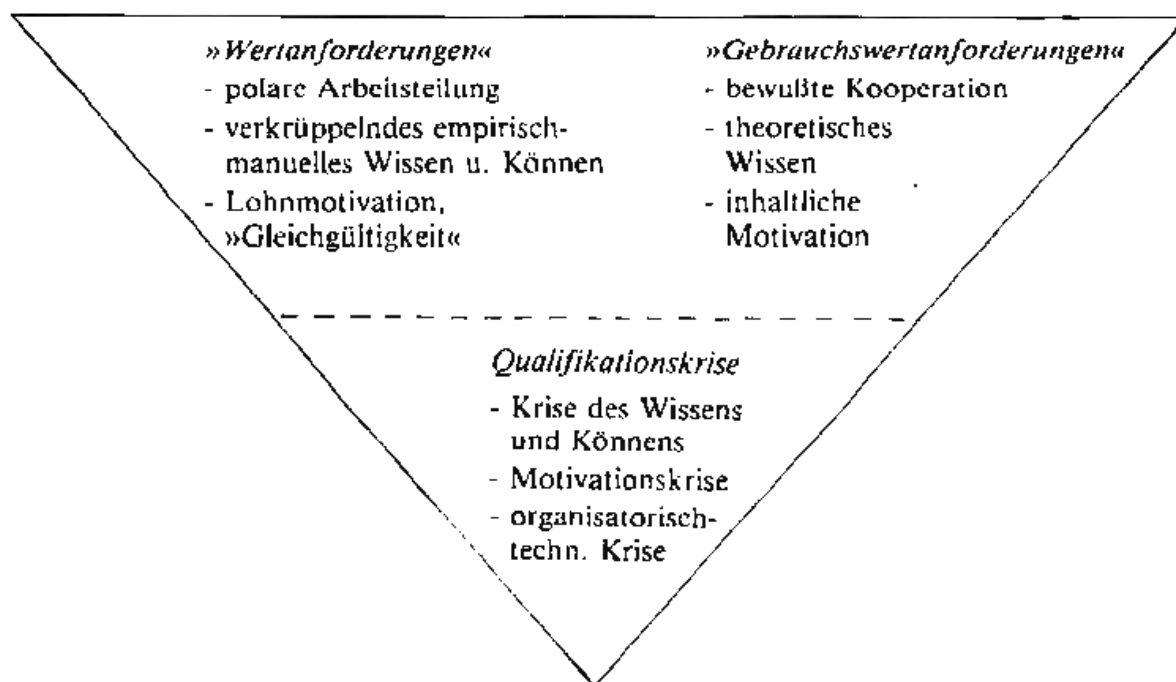 »Wertanforderungen«
- polare Arbeitsteilung
- verkrüppelndes empirisch-
manuelles Wissen u. Können
- Lohnmotivation,
»Gleichgültigkeit«
»Gebrauchswertanforderungen«
- bewußte Kooperation
- theoretisches
Wissen
- inhaltliche
Motivation
Qualifikationskrise
- Krise des Wissens
und Könnens
- Motivationskrise
- organisatorisch-
techn. Krise